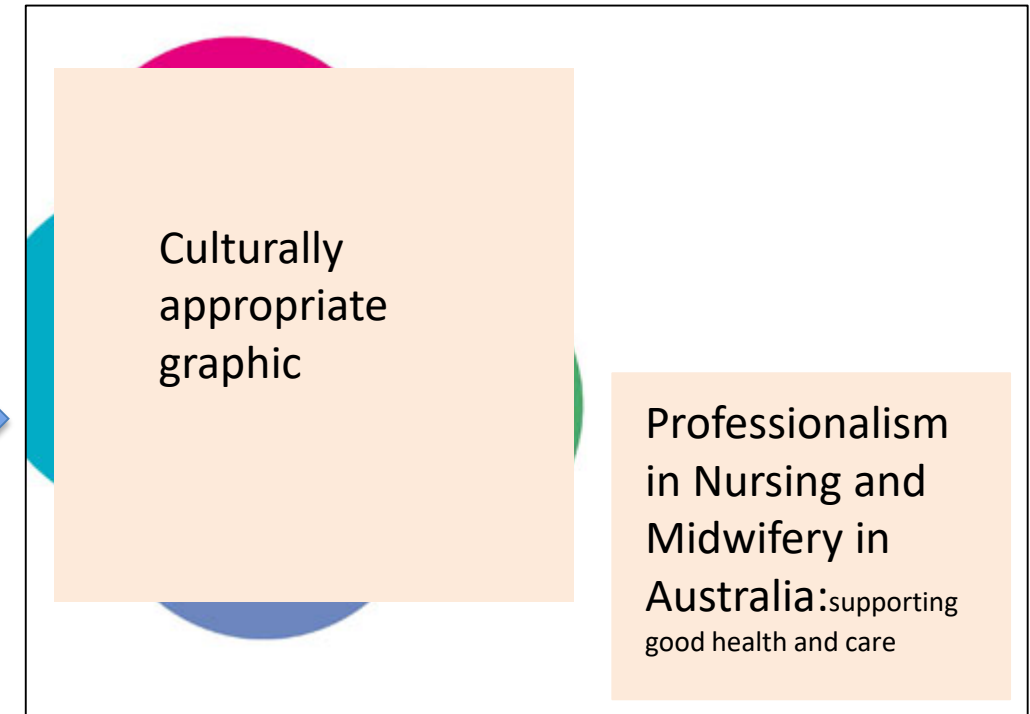 Culturally
appropriate
graphic
Professionalism
in Nursing and
Midwifery in
Australia:supporting
good health and care